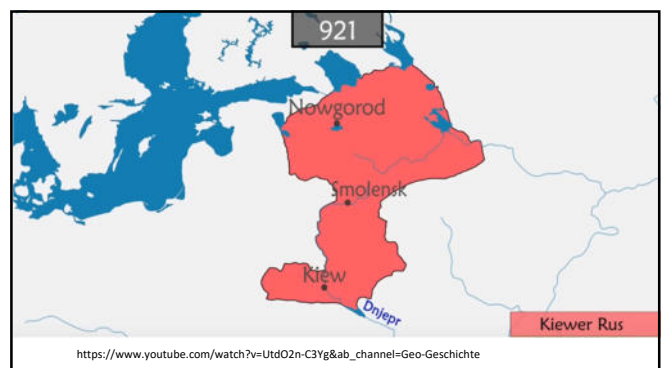 921
Nowgorod
Smolensk
Kiew
Dnjepr
Kiewer Rus
https://www.youtube.com/watch?v=UtdO2n-C3Yg&ab_channel=Geo-Geschichte